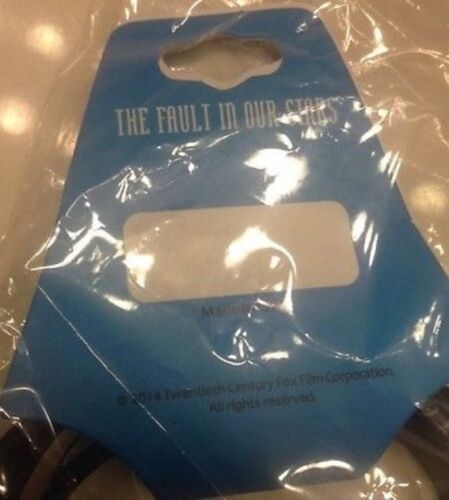 THE FAULT IN OUR STARS
© 2014 Twentieth Century Fox Film Corporation.
All rights reserved.